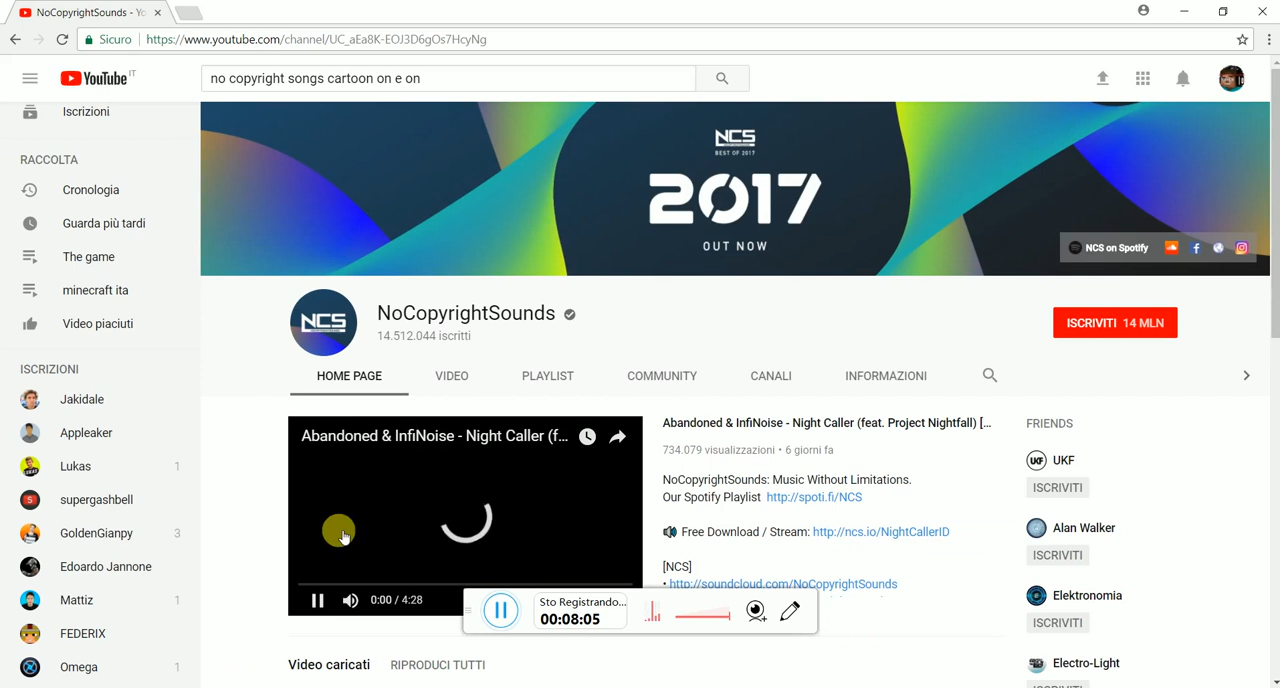 NoCopyrightSounds - Yo
Sicuro https://www.youtube.com/channel/UC_aEa8K-EOJ3D6gOs7HcyNg
YouTube IT
no copyright songs cartoon on e on
Iscrizioni
RACCOLTA
Cronologia
Guarda più tardi
The game
minecraft ita
Video piaciuti
ISCRIZIONI
Jakidale
Appleaker
Lukas 1
supergashbell
GoldenGianpy 3
Edoardo Jannone
Mattiz 1
FEDERIX
Omega 1
NCS
BEST OF 2017
2017
OUT NOW
NCS on Spotify
NCS
NoCopyrightSounds
14.512.044 iscritti
ISCRIVITI 14 MLN
HOME PAGE VIDEO PLAYLIST COMMUNITY CANALI INFORMAZIONI
Abandoned & InfiNoise - Night Caller (f...
0:00 / 4:28
Abandoned & InfiNoise - Night Caller (feat. Project Nightfall) [...
734.079 visualizzazioni • 6 giorni fa
NoCopyrightSounds: Music Without Limitations.
Our Spotify Playlist http://spoti.fi/NCS
Free Download / Stream: http://ncs.io/NightCallerID
[NCS]
• http://soundcloud.com/NoCopyrightSounds
Sto Registrando...
00:08:05
Video caricati RIPRODUCI TUTTI
FRIENDS
UKF
UKF
ISCRIVITI
Alan Walker
ISCRIVITI
Elektronomia
ISCRIVITI
Electro-Light